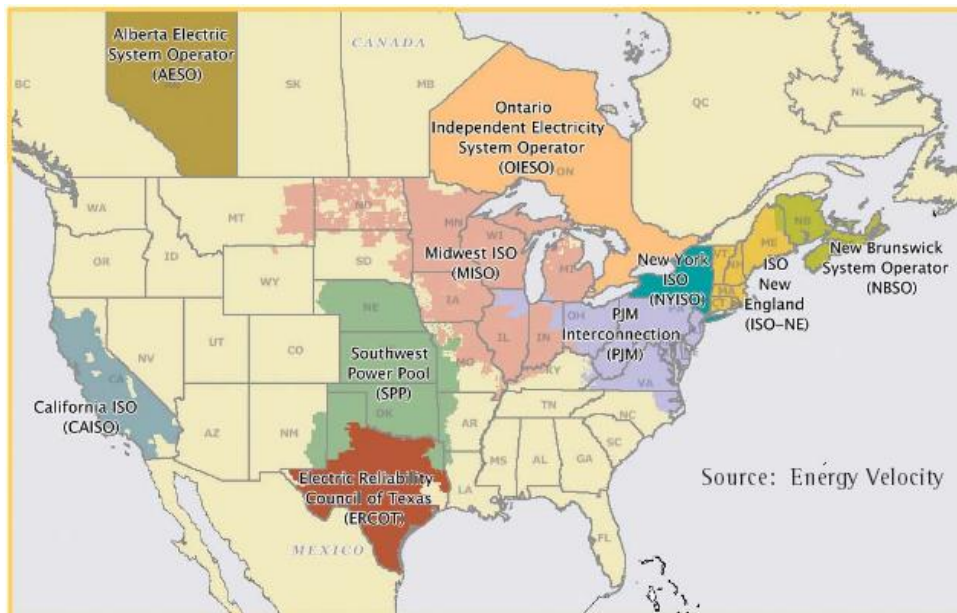 Alberta Electric
System Operator
(AESO)
CANADA
BC
SK
MB
QC
NL
Ontario
Independent Electricity
System Operator
(OIESO)
ON
WA
MT
ND
MN
OR
ID
WY
SD
WI
MI
Midwest ISO
(MISO)
New York
ISO
(NYISO)
VT
NH
ME
NB
ISO
New
England
(ISO-NE)
New Brunswick
System Operator
(NBSO)
NV
UT
CO
NE
IA
IL
IN
OH
PA
PJM
Interconnection
(PJM)
CA
California ISO
(CAISO)
Southwest
Power Pool
(SPP)
MO
KY
VA
AZ
NM
OK
AR
TN
NC
SC
MS
AL
GA
LA
FL
Electric Reliability
Council of Texas
(ERCOT)
MEXICO
Source: Energy Velocity